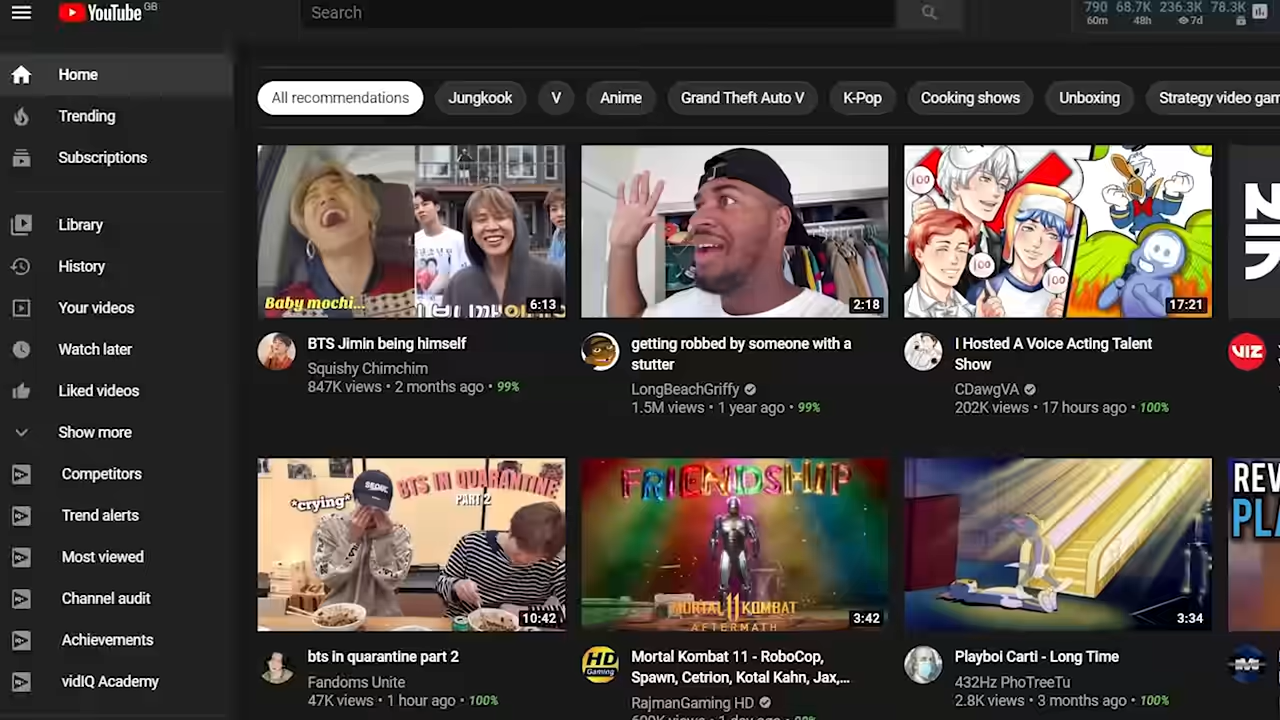 YouTube GB
Search
790 68.7K 236.3K 78.3K
60m 48h 7d
Home
Trending
Subscriptions
Library
History
Your videos
Watch later
Liked videos
Show more
Competitors
Trend alerts
Most viewed
Channel audit
Achievements
vidIQ Academy
All recommendations
Jungkook
V
Anime
Grand Theft Auto V
K-Pop
Cooking shows
Unboxing
Strategy video gam
Baby mochi...
6:13
BTS Jimin being himself
Squishy Chimchim
847K views • 2 months ago • 99%
2:18
getting robbed by someone with a
stutter
LongBeachGriffy
1.5M views • 1 year ago • 99%
100
100
100
17:21
I Hosted A Voice Acting Talent
Show
CDawgVA
202K views • 17 hours ago • 100%
VIZ
*crying*
SEOUL
BTS IN QUARANTINE
PART 2
10:42
bts in quarantine part 2
Fandoms Unite
47K views • 1 hour ago • 100%
FRIENDSHIP
MORTAL KOMBAT
11
AFTERMATH
3:42
HD
Gaming
Mortal Kombat 11 - RoboCop,
Spawn, Cetrion, Kotal Kahn, Jax,...
RajmanGaming HD
3:34
Playboi Carti - Long Time
432Hz PhoTreeTu
2.8K views • 3 months ago • 100%
REV
PLA